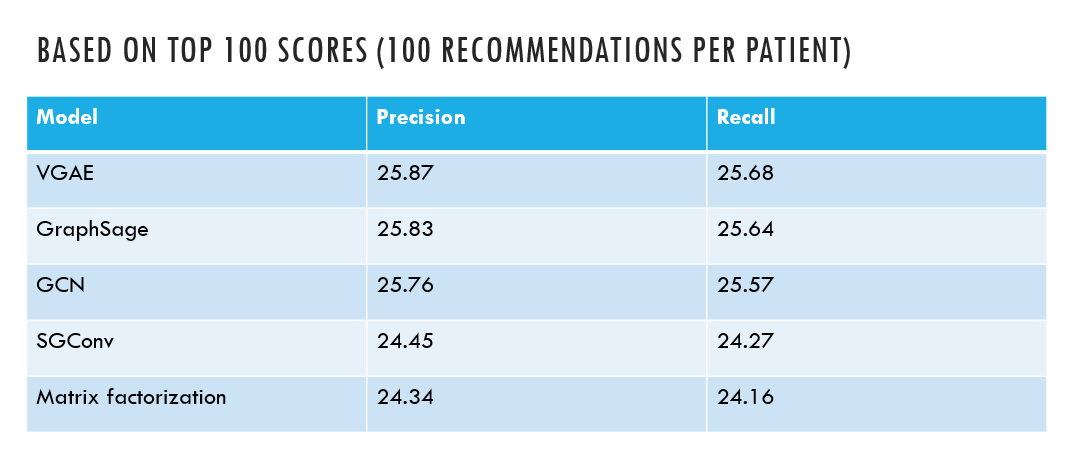 BASED ON TOP 100 SCORES (100 RECOMMENDATIONS PER PATIENT)
Model Precision Recall
VGAE 25.87 25.68
GraphSage 25.83 25.64
GCN 25.76 25.57
SGConv 24.45 24.27
Matrix factorization 24.34 24.16